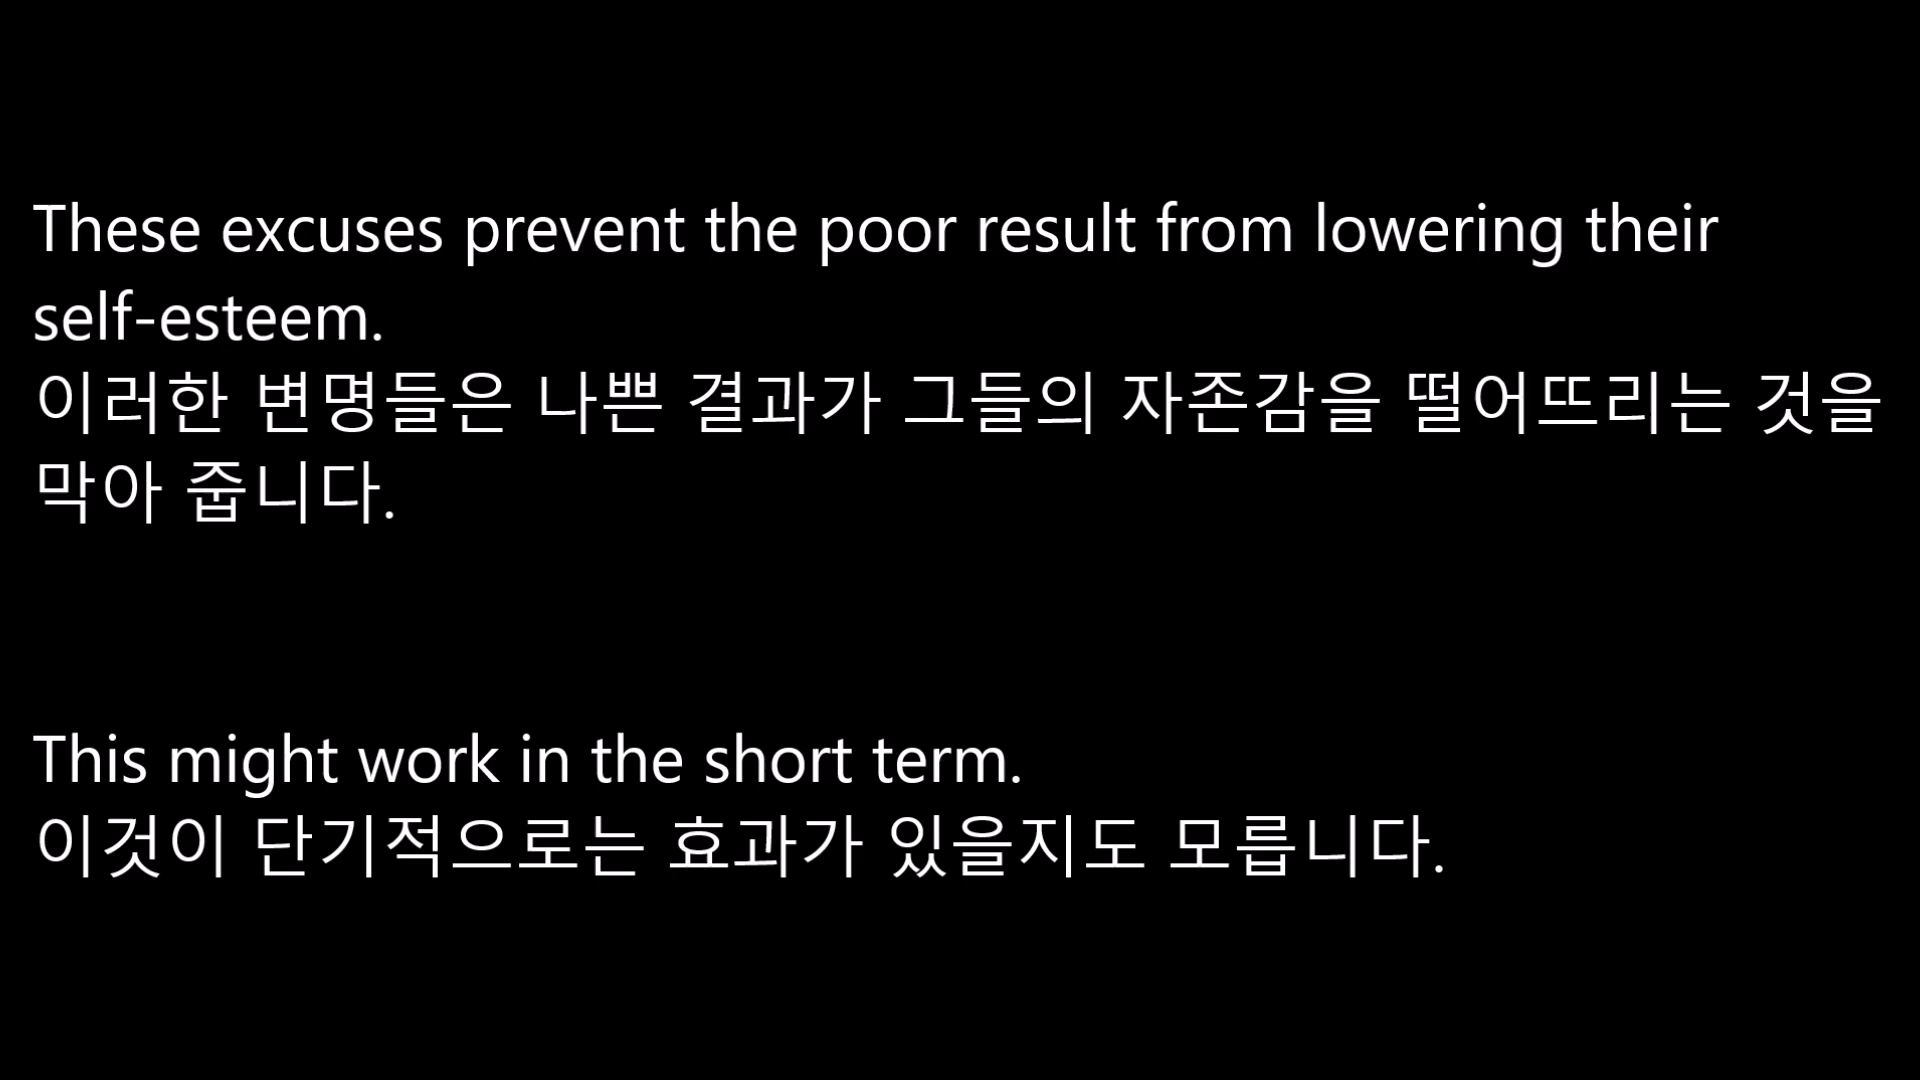 These excuses prevent the poor result from lowering their
self-esteem.
이러한 변명들은 나쁜 결과가 그들의 자존감을 떨어뜨리는 것을
막아 줍니다.
This might work in the short term.
이것이 단기적으로는 효과가 있을지도 모릅니다.